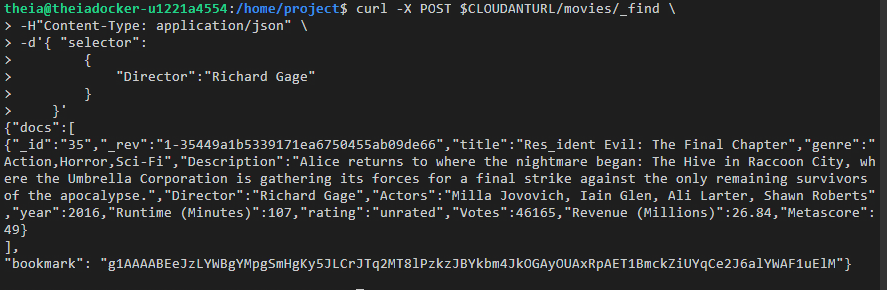 theia@theiadocker-u1221a4554:/home/project$ curl -X POST $CLOUDANTURL/movies/_find \
> -H"Content-Type: application/json" \
> -d'{ "selector":
>         {
>             "Director":"Richard Gage"
>         }
>     }'
{"docs":[
{"_id":"35","_rev":"1-35449a1b5339171ea6750455ab09de66","title":"Res_ident Evil: The Final Chapter","genre":"
Action,Horror,Sci-Fi","Description":"Alice returns to where the nightmare began: The Hive in Raccoon City, wh
ere the Umbrella Corporation is gathering its forces for a final strike against the only remaining survivors
of the apocalypse.","Director":"Richard Gage","Actors":"Milla Jovovich, Iain Glen, Ali Larter, Shawn Roberts"
,"year":2016,"Runtime (Minutes)":107,"rating":"unrated","Votes":46165,"Revenue (Millions)":26.84,"Metascore":
49}
],
"bookmark": "g1AAAABEeJzLYWBgYMpgSmHgKy5JLCrJTq2MT8lPzkzJBYkbm4JkOGAyOUAxRpAET1BmckZiUYqCe2J6alYWAF1uElM"}